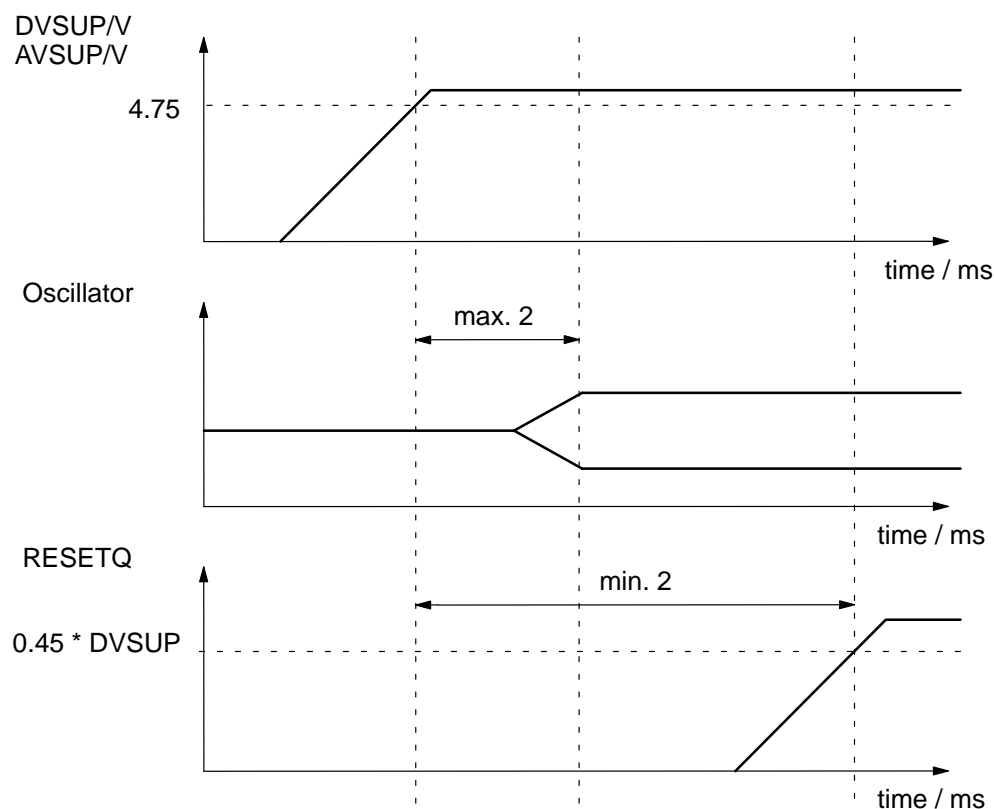 DVSUP/V
AVSUP/V
4.75
time / ms
Oscillator
max. 2
time / ms
RESETQ
min. 2
0.45 * DVSUP
time / ms